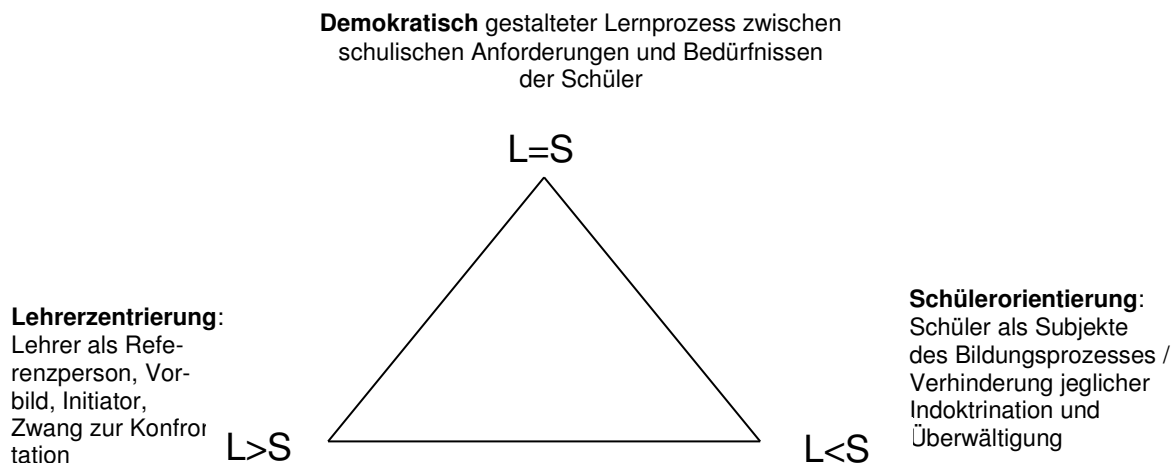 Demokratisch gestalteter Lernprozess zwischen
schulischen Anforderungen und Bedürfnissen
der Schüler
L=S
Lehrerzentrierung:
Lehrer als Refe-
renzperson, Vor-
bild, Initiator,
Zwang zur Konfron
tation
L>S
Schülerorientierung:
Schüler als Subjekte
des Bildungsprozesses /
Verhinderung jeglicher
Indoktrination und
Überwältigung
L<S